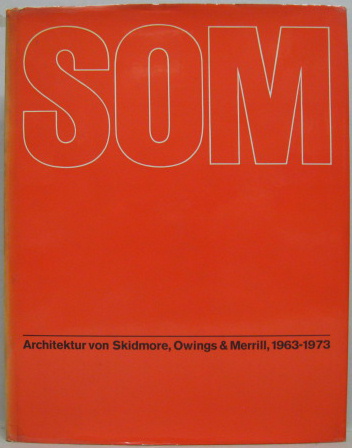 SOM
Architektur von Skidmore, Owings & Merrill, 1963-1973